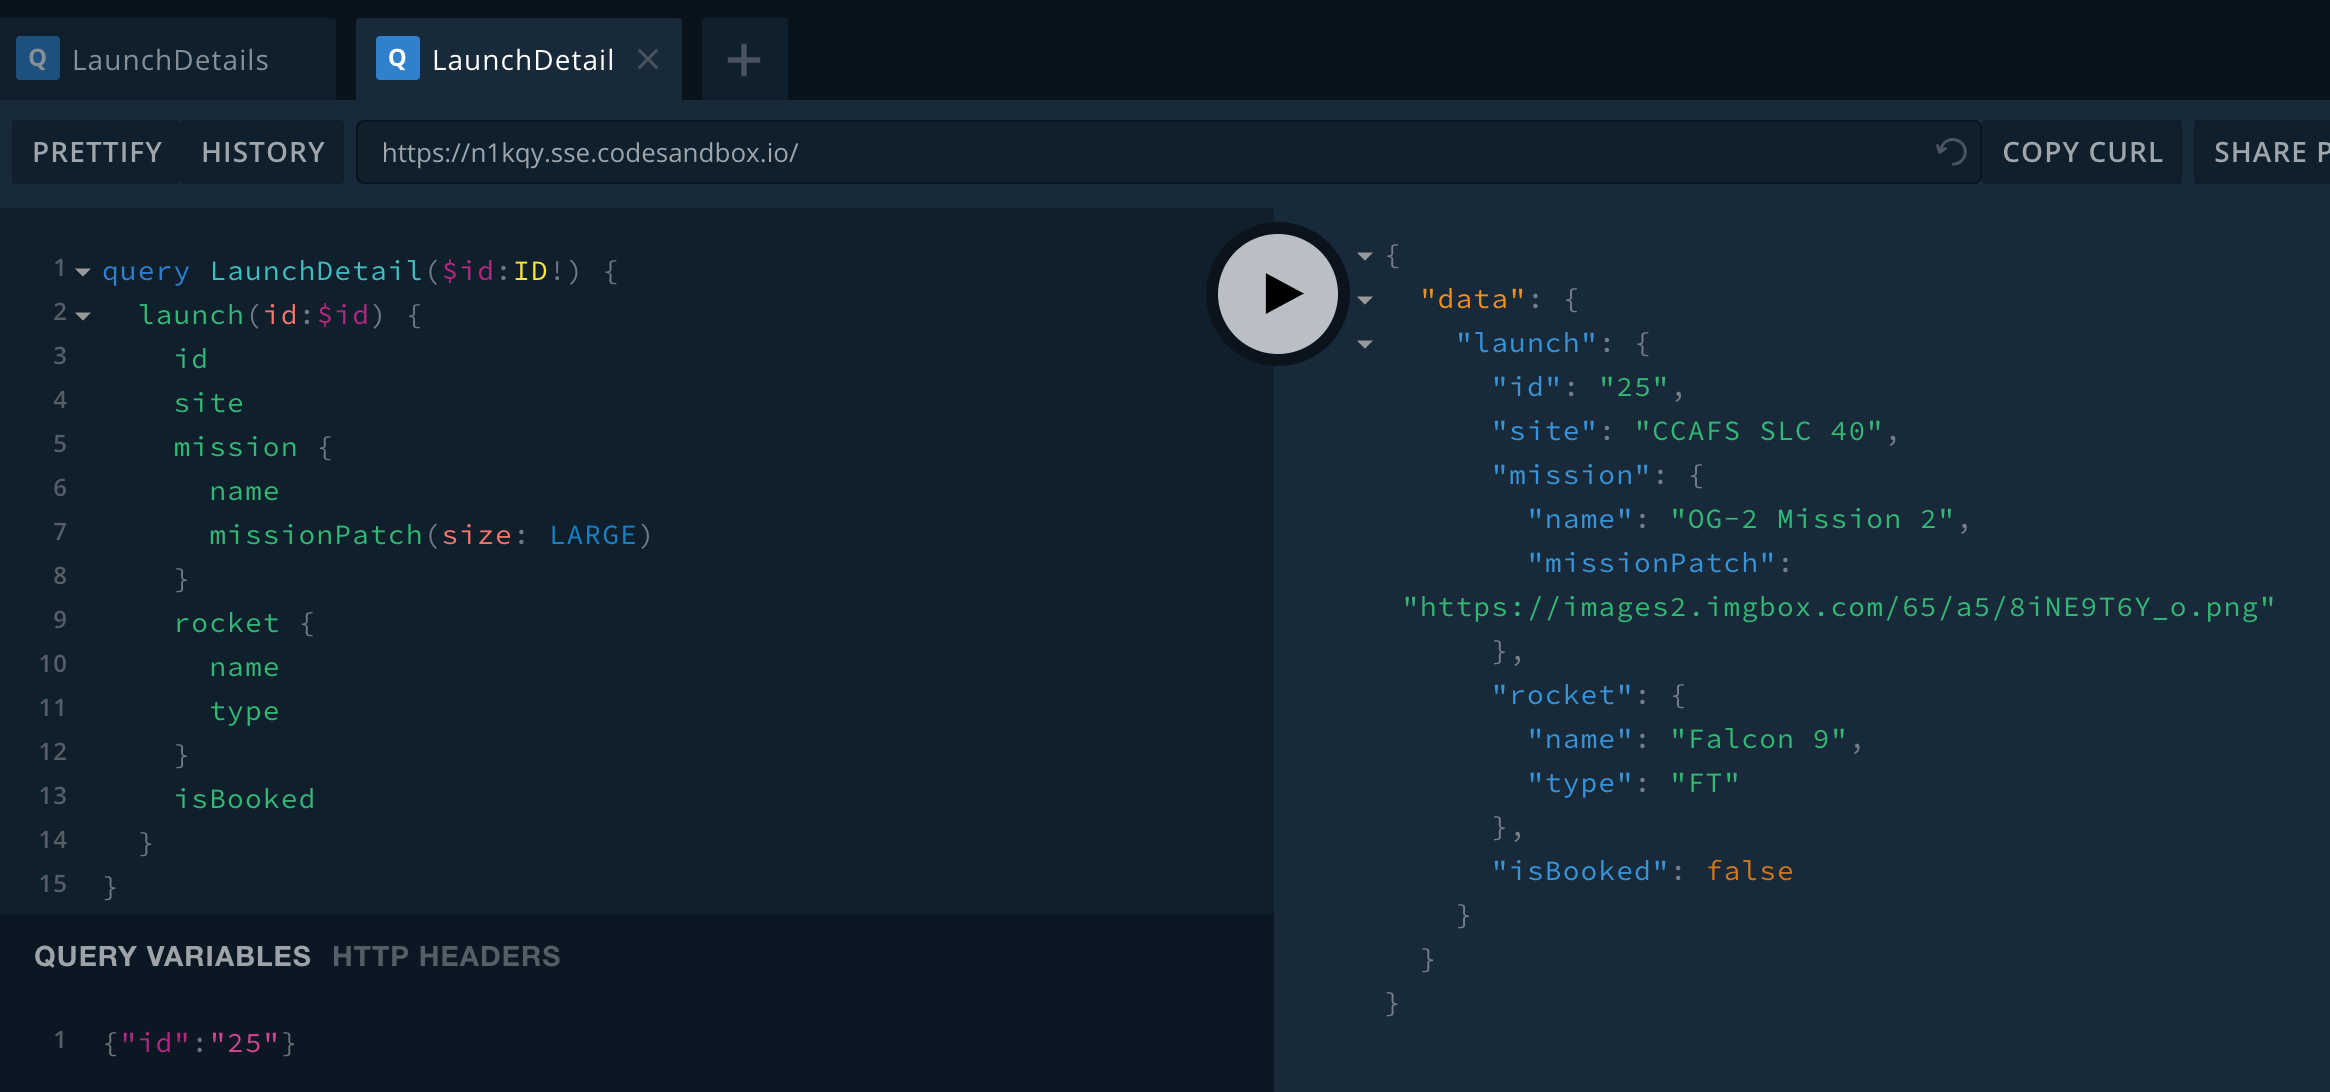 Q LaunchDetails
Q LaunchDetail
PRETTIFY HISTORY https://n1kqy.sse.codesandbox.io/ COPY CURL SHARE P
1 query LaunchDetail($id:ID!) {
2   launch(id:$id) {
3     id
4     site
5     mission {
6       name
7       missionPatch(size: LARGE)
8     }
9     rocket {
10       name
11       type
12     }
13     isBooked
14   }
15 }
QUERY VARIABLES HTTP HEADERS
1 {"id":"25"}
{
  "data": {
    "launch": {
      "id": "25",
      "site": "CCAFS SLC 40",
      "mission": {
        "name": "OG-2 Mission 2",
        "missionPatch":
"https://images2.imgbox.com/65/a5/8iNE9T6Y_o.png"
      },
      "rocket": {
        "name": "Falcon 9",
        "type": "FT"
      },
      "isBooked": false
    }
  }
}